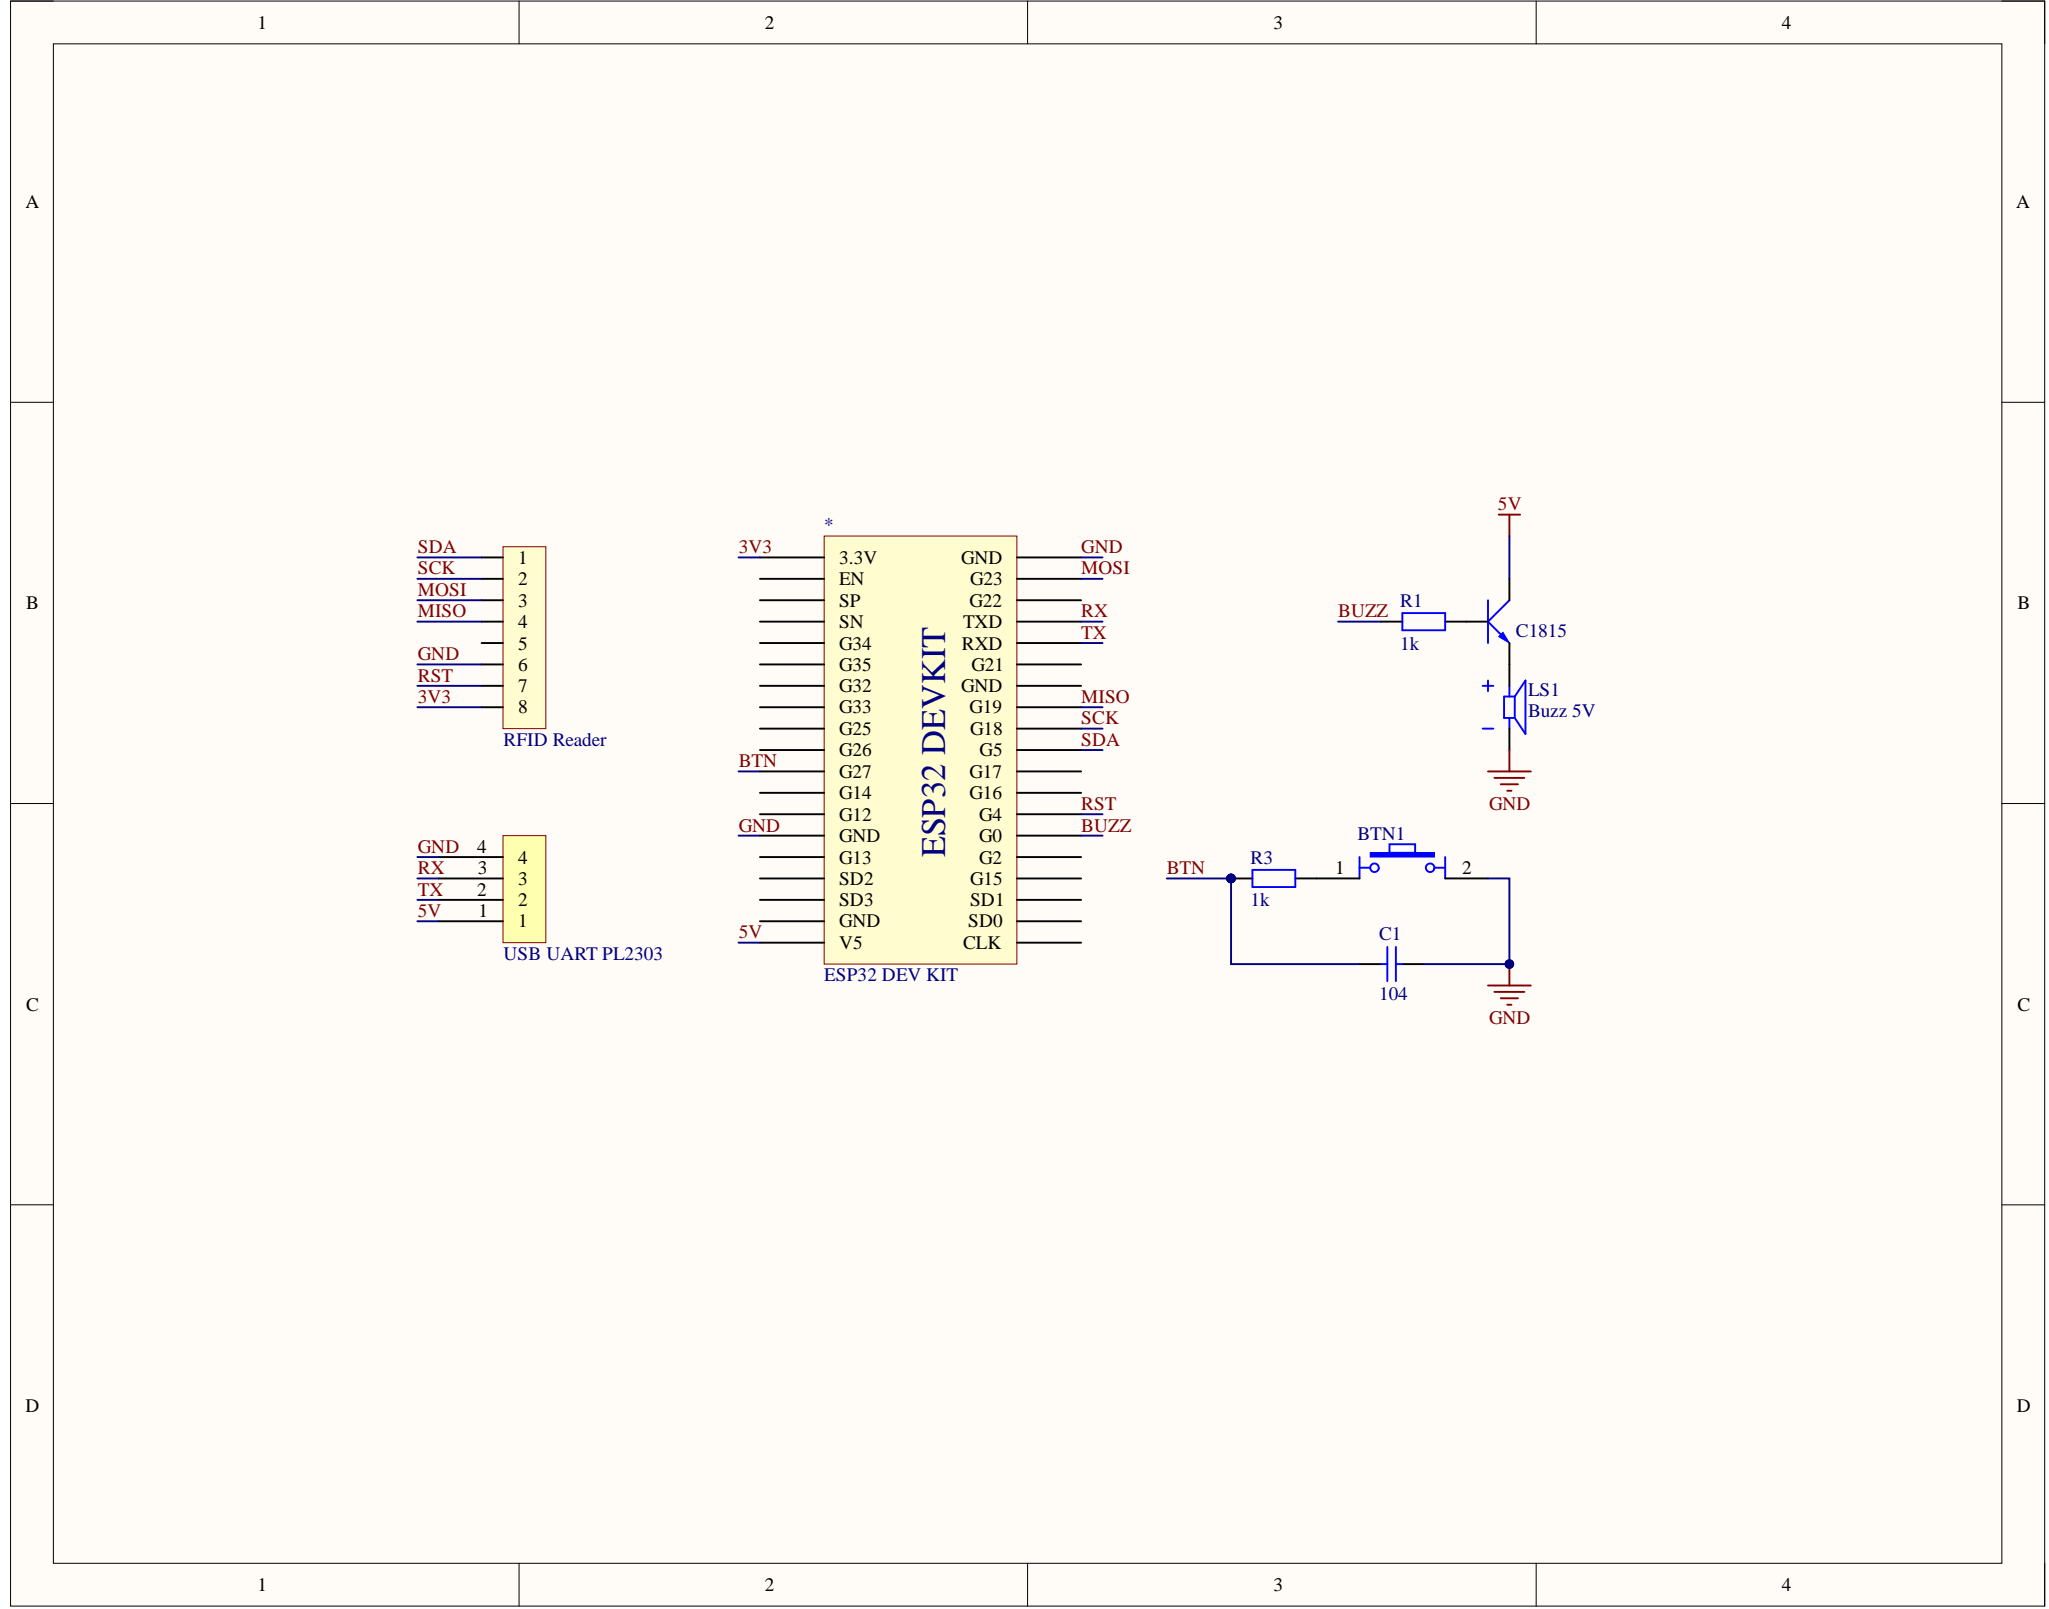 1 2 3 4
A A
B B
C C
D D
1 2 3 4
SDA 1
SCK 2
MOSI 3
MISO 4
5
GND 6
RST 7
3V3 8
RFID Reader
GND 4 4
RX 3 3
TX 2 2
5V 1 1
USB UART PL2303
*
3V3 3.3V GND GND
EN G23 MOSI
SP G22
SN TXD RX
G34 RXD TX
G35 G21
G32 GND
G33 G19 MISO
G25 G18 SCK
G26 G5 SDA
BTN G27 G17
G14 G16
G12 G4 RST
GND GND G0 BUZZ
G13 G2
SD2 G15
SD3 SD1
GND SD0
5V V5 CLK
ESP32 DEVKIT
ESP32 DEV KIT
5V
BUZZ R1
1k
C1815
+ LS1
Buzz 5V
−
GND
BTN1
BTN R3 1 2
1k
C1
104
GND